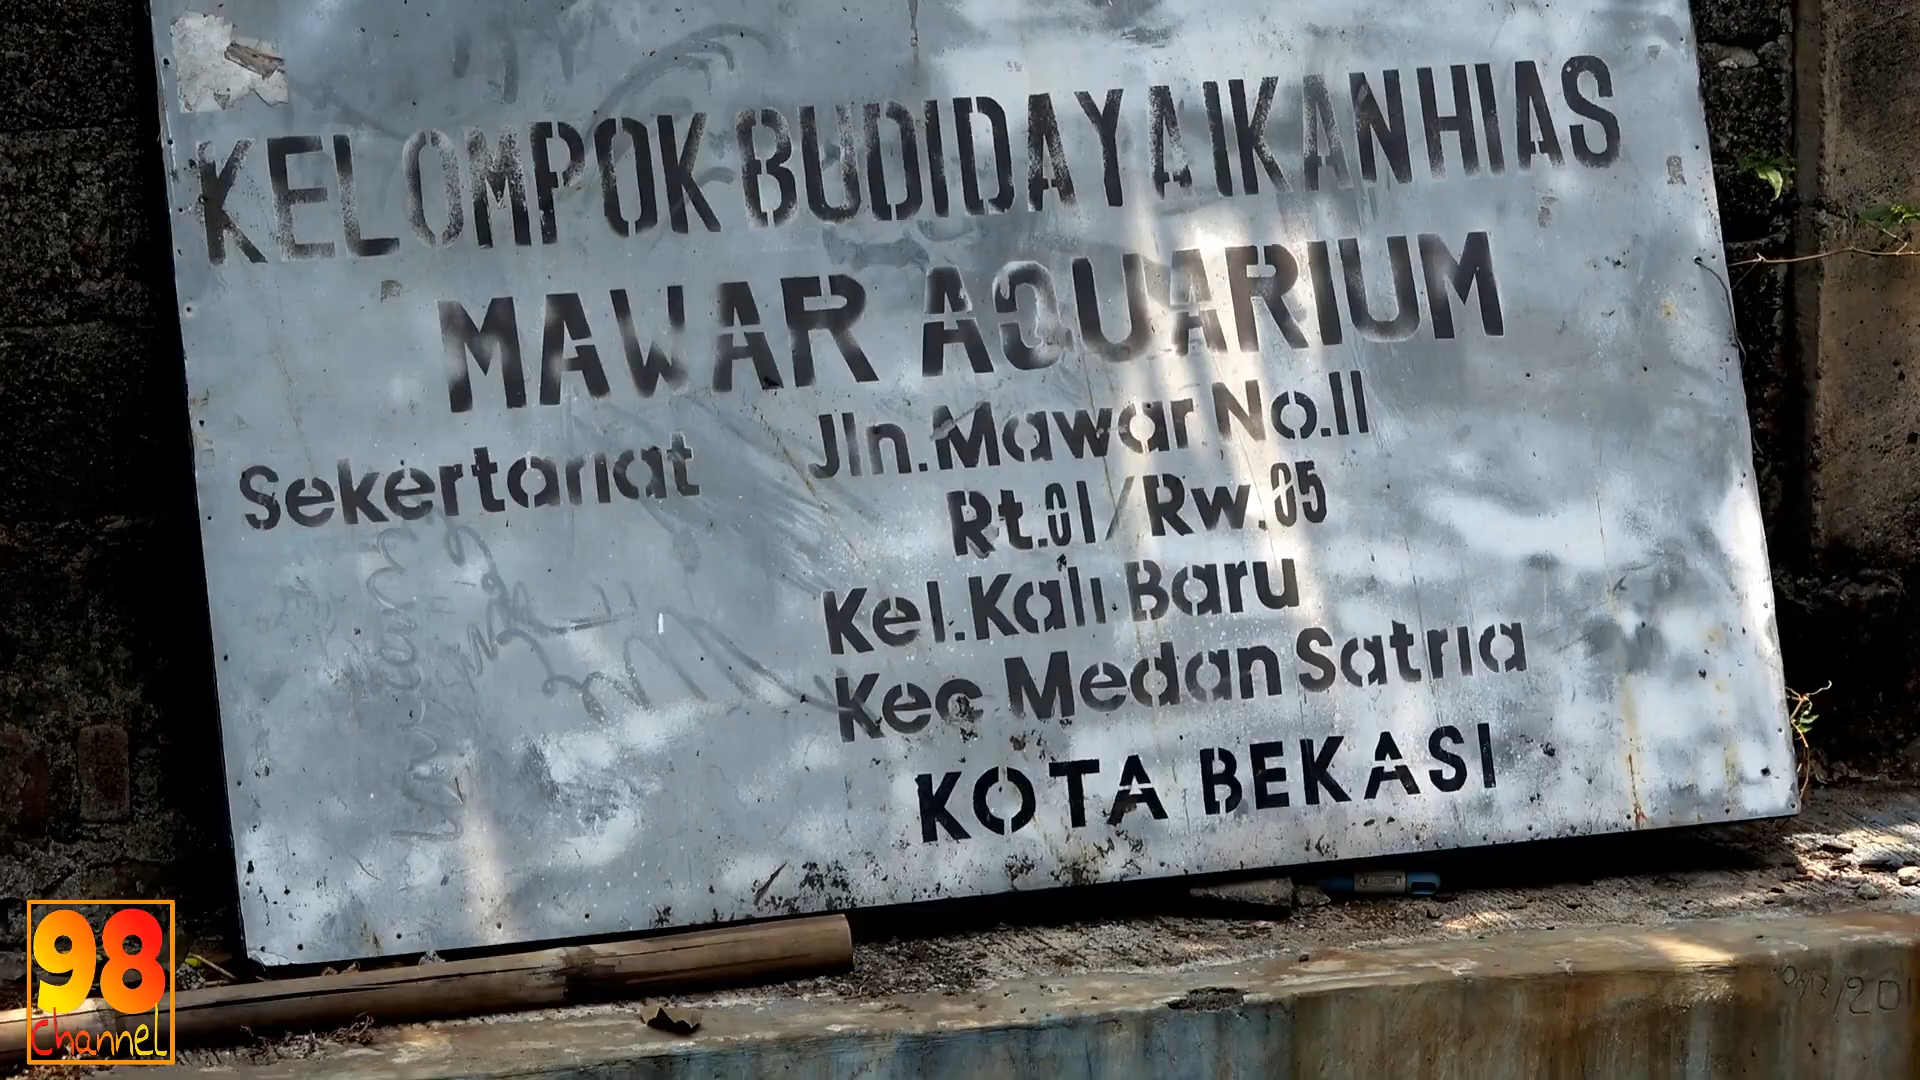 KELOMPOK BUDIDAYA IKAN HIAS
MAWAR AQUARIUM
Sekertariat Jln.Mawar No.11
Rt.01/Rw.05
Kel.Kali Baru
Kec Medan Satria
KOTA BEKASI
98
Channel